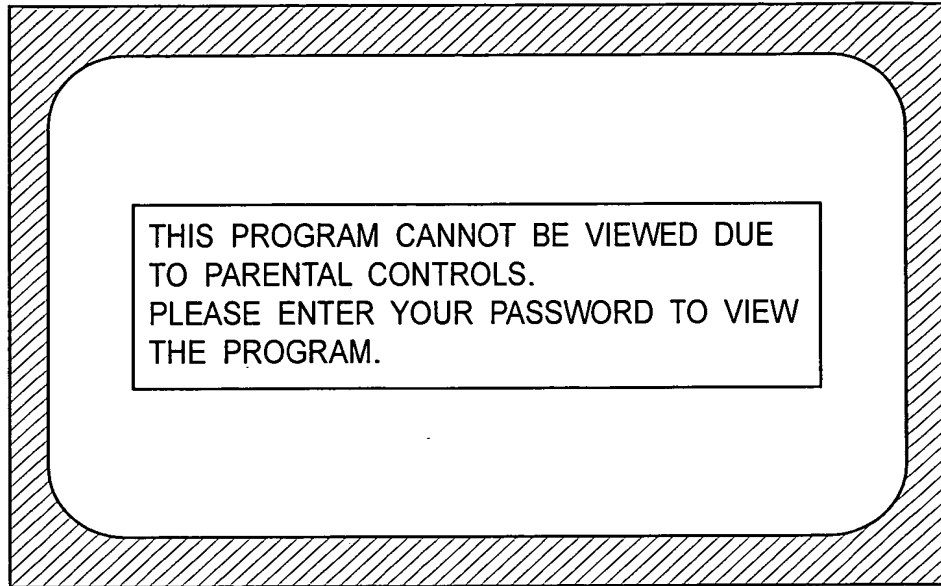 THIS PROGRAM CANNOT BE VIEWED DUE
TO PARENTAL CONTROLS.
PLEASE ENTER YOUR PASSWORD TO VIEW
THE PROGRAM.